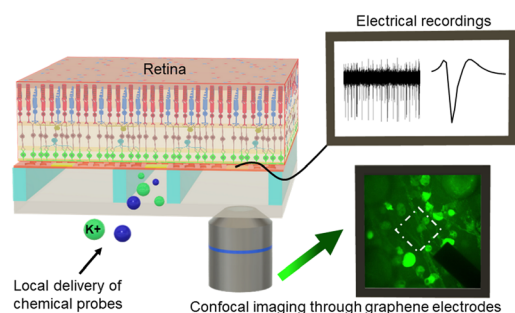 Electrical recordings
Retina
K+
Local delivery of
chemical probes
Confocal imaging through graphene electrodes